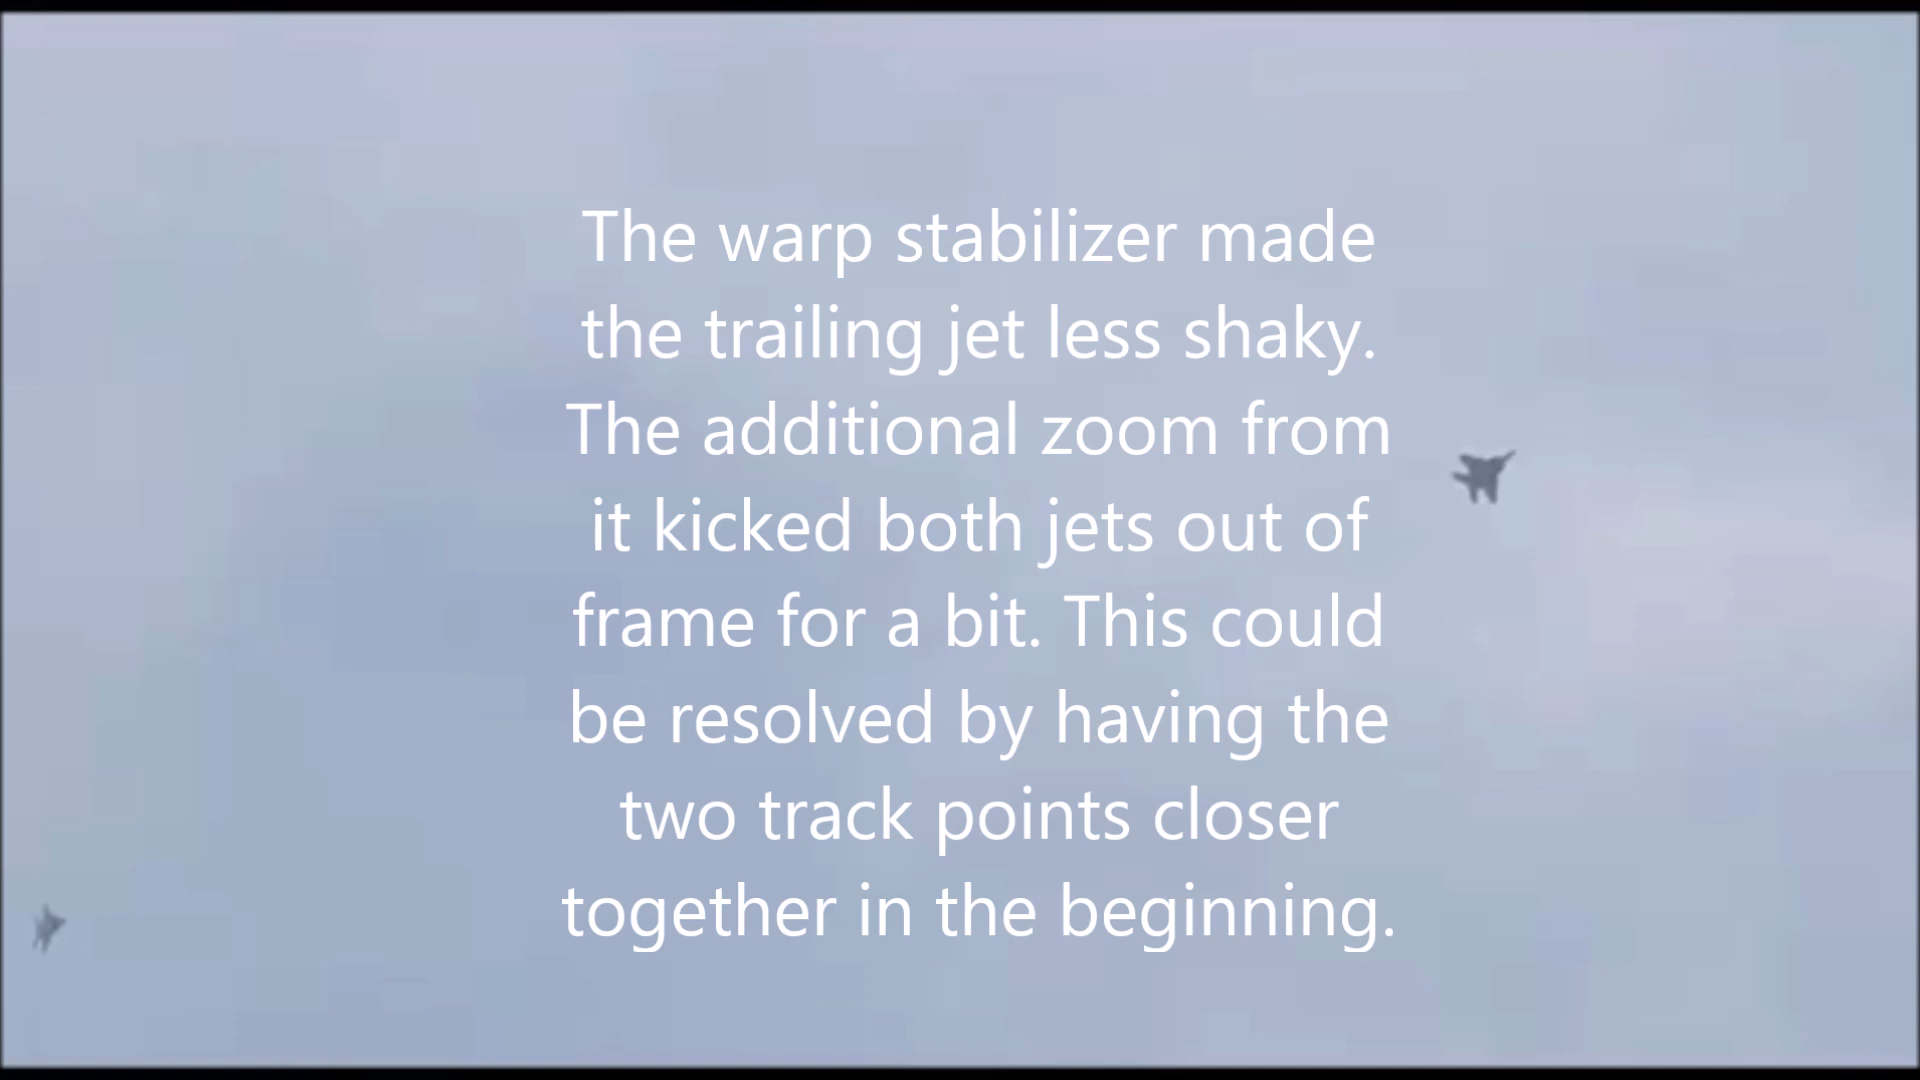 The warp stabilizer made
the trailing jet less shaky.
The additional zoom from
it kicked both jets out of
frame for a bit. This could
be resolved by having the
two track points closer
together in the beginning.